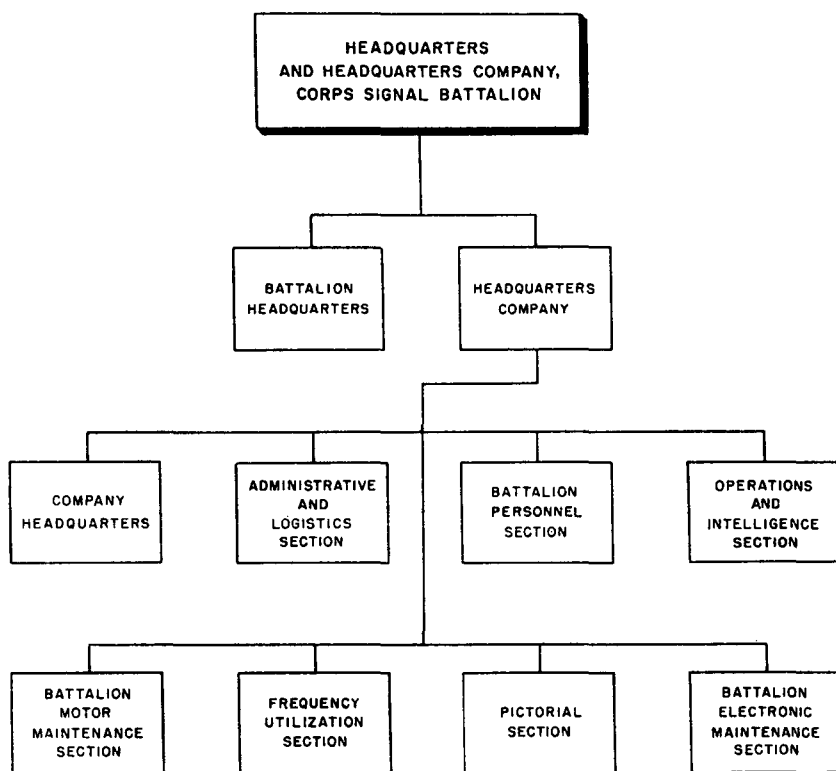 HEADQUARTERS
AND HEADQUARTERS COMPANY,
CORPS SIGNAL BATTALION
BATTALION
HEADQUARTERS
HEADQUARTERS
COMPANY
COMPANY
HEADQUARTERS
ADMINISTRATIVE
AND
LOGISTICS
SECTION
BATTALION
PERSONNEL
SECTION
OPERATIONS
AND
INTELLIGENCE
SECTION
BATTALION
MOTOR
MAINTENANCE
SECTION
FREQUENCY
UTILIZATION
SECTION
PICTORIAL
SECTION
BATTALION
ELECTRONIC
MAINTENANCE
SECTION